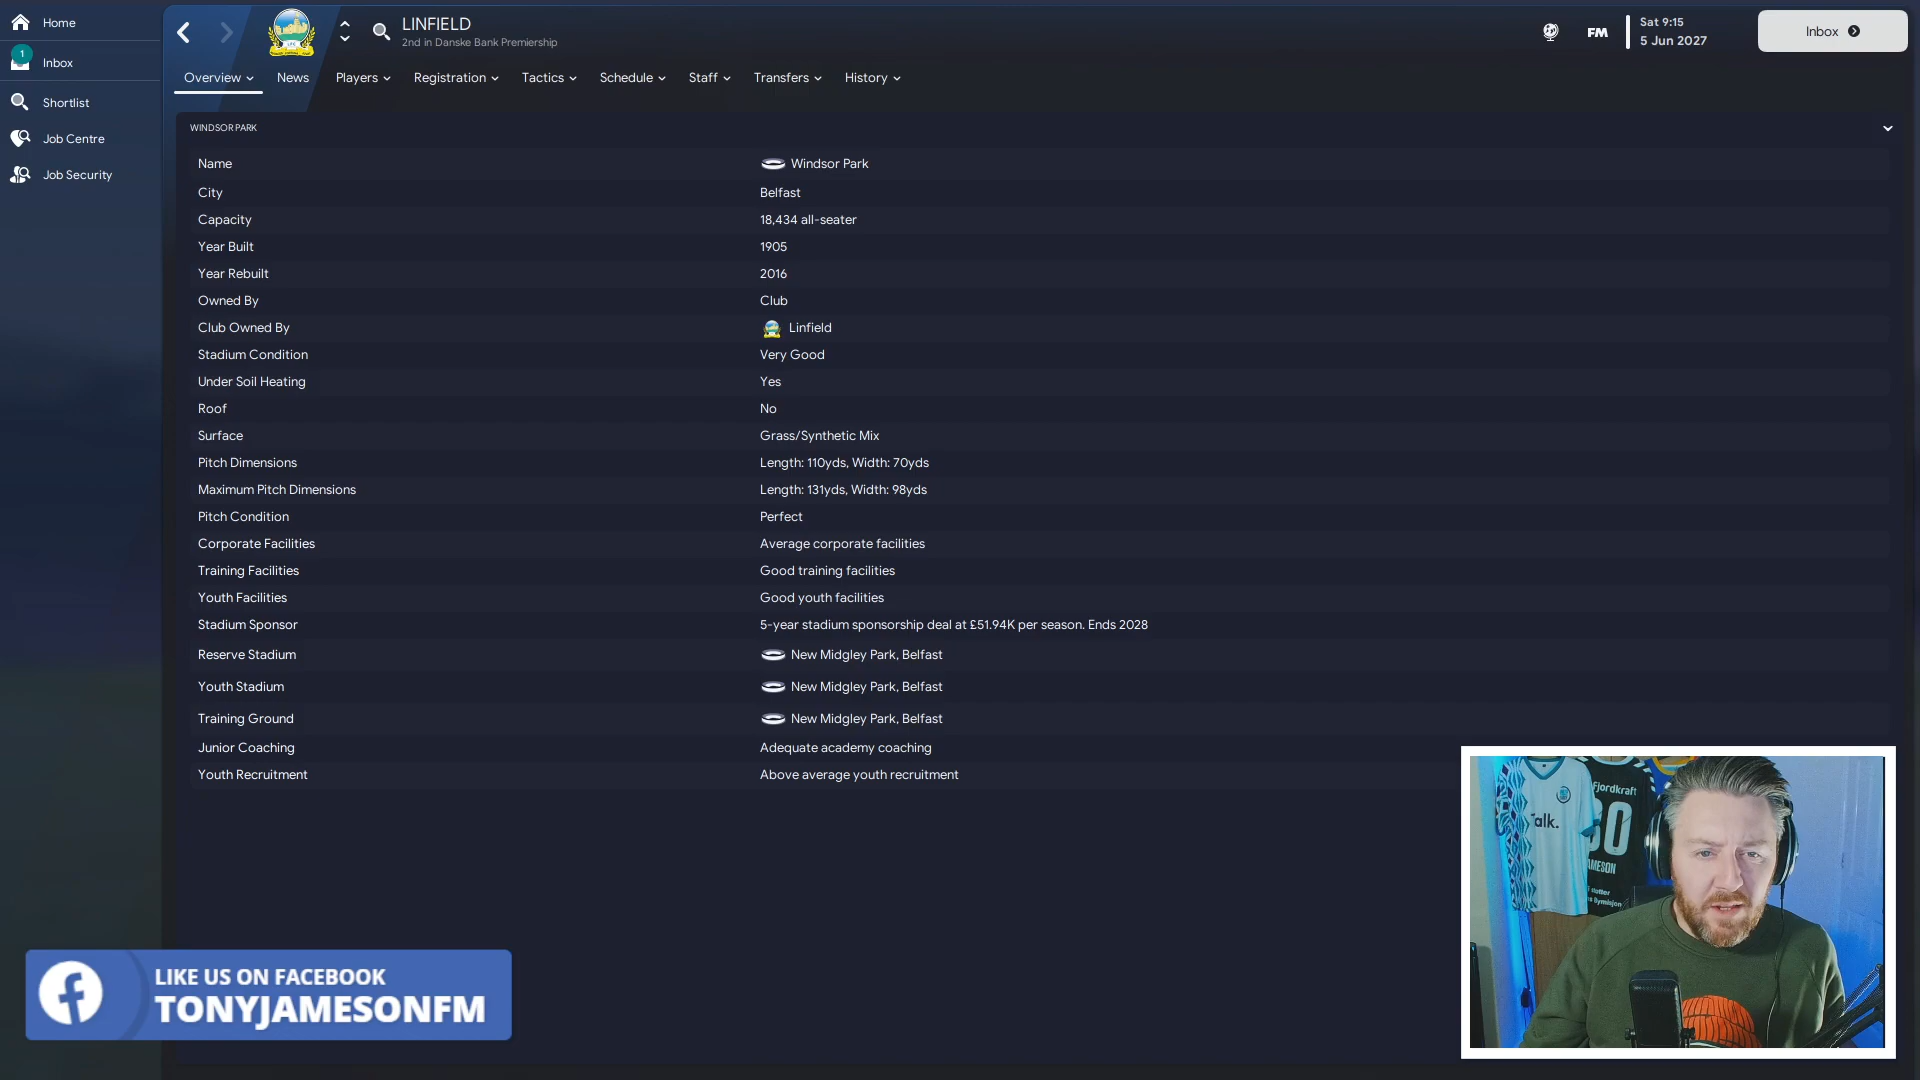 Home
1
Inbox
Shortlist
Job Centre
Job Security
LINFIELD
2nd in Danske Bank Premiership
FM
Sat 9:15
5 Jun 2027
Inbox
Overview
News
Players
Registration
Tactics
Schedule
Staff
Transfers
History
WINDSOR PARK
Name Windsor Park
City Belfast
Capacity 18,434 all-seater
Year Built 1905
Year Rebuilt 2016
Owned By Club
Club Owned By Linfield
Stadium Condition Very Good
Under Soil Heating Yes
Roof No
Surface Grass/Synthetic Mix
Pitch Dimensions Length: 110yds, Width: 70yds
Maximum Pitch Dimensions Length: 131yds, Width: 98yds
Pitch Condition Perfect
Corporate Facilities Average corporate facilities
Training Facilities Good training facilities
Youth Facilities Good youth facilities
Stadium Sponsor 5-year stadium sponsorship deal at £51.94K per season. Ends 2028
Reserve Stadium New Midgley Park, Belfast
Youth Stadium New Midgley Park, Belfast
Training Ground New Midgley Park, Belfast
Junior Coaching Adequate academy coaching
Youth Recruitment Above average youth recruitment
Fjordkraft
Talk.
LIKE US ON FACEBOOK
TONYJAMESONFM